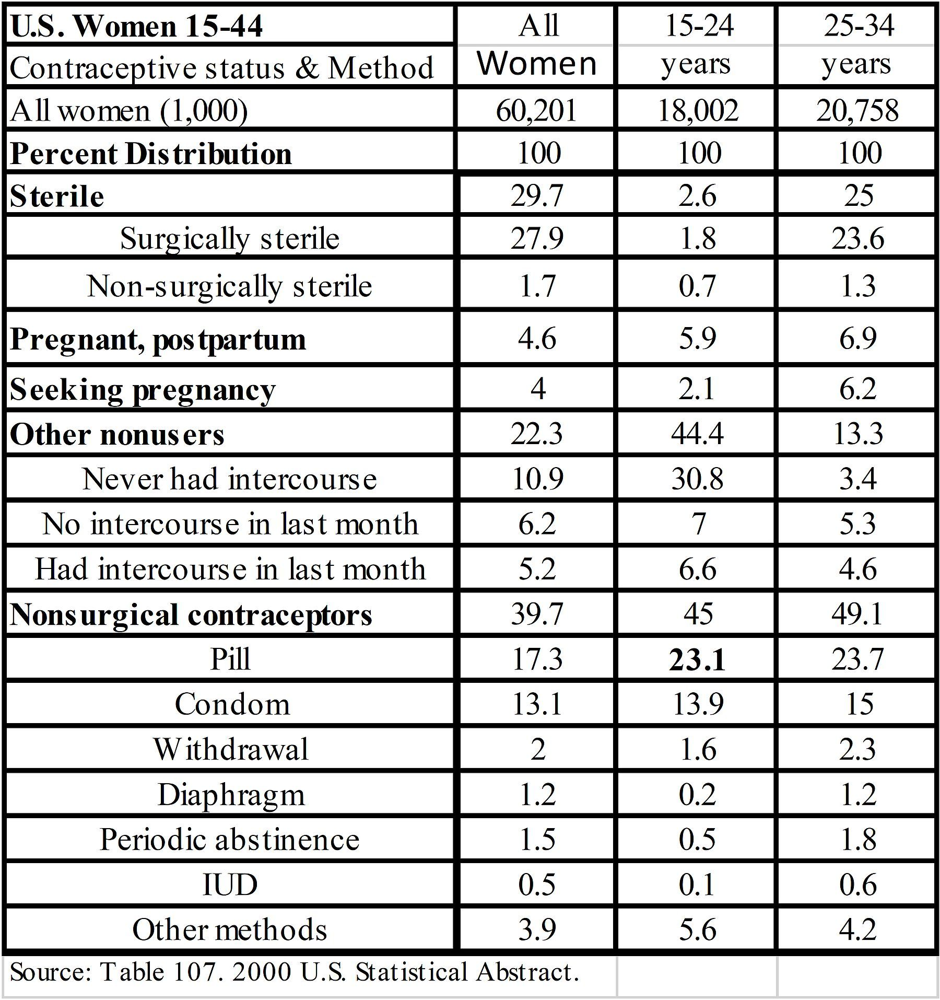 U.S. Women 15-44 All 15-24 25-34
Contraceptive status & Method Women years years
All women (1,000) 60,201 18,002 20,758
Percent Distribution 100 100 100
Sterile 29.7 2.6 25
Surgically sterile 27.9 1.8 23.6
Non-surgically sterile 1.7 0.7 1.3
Pregnant, postpartum 4.6 5.9 6.9
Seeking pregnancy 4 2.1 6.2
Other nonusers 22.3 44.4 13.3
Never had intercourse 10.9 30.8 3.4
No intercourse in last month 6.2 7 5.3
Had intercourse in last month 5.2 6.6 4.6
Nonsurgical contraceptors 39.7 45 49.1
Pill 17.3 23.1 23.7
Condom 13.1 13.9 15
Withdrawal 2 1.6 2.3
Diaphragm 1.2 0.2 1.2
Periodic abstinence 1.5 0.5 1.8
IUD 0.5 0.1 0.6
Other methods 3.9 5.6 4.2
Source: Table 107. 2000 U.S. Statistical Abstract.